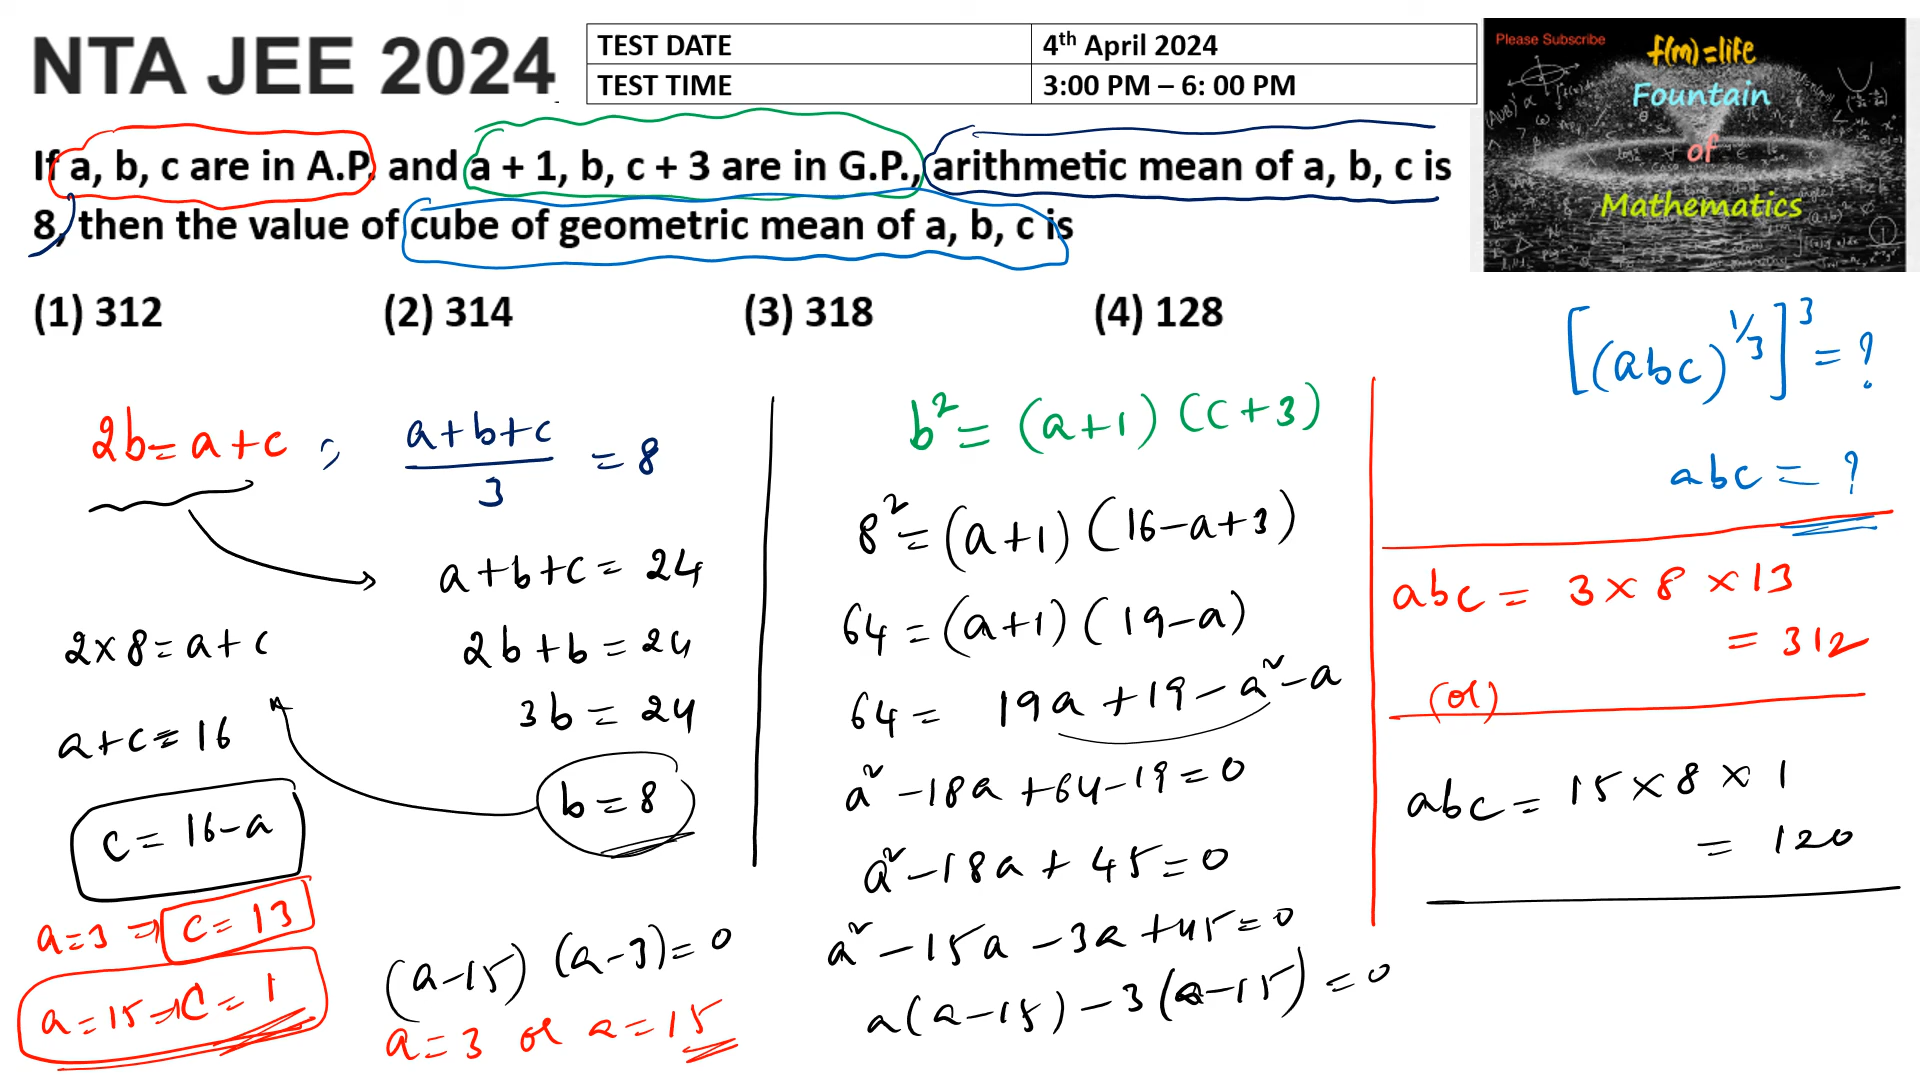 NTA JEE 2024
TEST DATE 4th April 2024
TEST TIME 3:00 PM – 6: 00 PM
Please Subscribe
f(m)=life
Fountain
of
Mathematics
If a, b, c are in A.P. and a + 1, b, c + 3 are in G.P., arithmetic mean of a, b, c is
8, then the value of cube of geometric mean of a, b, c is
(1) 312 (2) 314 (3) 318 (4) 128
2b = a+c ; (a+b+c)/3 = 8
a+b+c = 24
2×8 = a+c
2b+b = 24
3b = 24
a+c = 16
b = 8
c = 16-a
a=3 ⇒ c = 13
a=15 ⇒ c = 1
(a-15) (a-3) = 0
a=3 or a=15
b² = (a+1) (c+3)
8² = (a+1) (16-a+3)
64 = (a+1) (19-a)
64 = 19a + 19 - a² - a
a² - 18a + 64 - 19 = 0
a² - 18a + 45 = 0
a² - 15a - 3a + 45 = 0
a(a-15) - 3(a-15) = 0
[(abc)^1/3]³ = ?
abc = ?
abc = 3 × 8 × 13
= 312
(or)
abc = 15 × 8 × 1
= 120